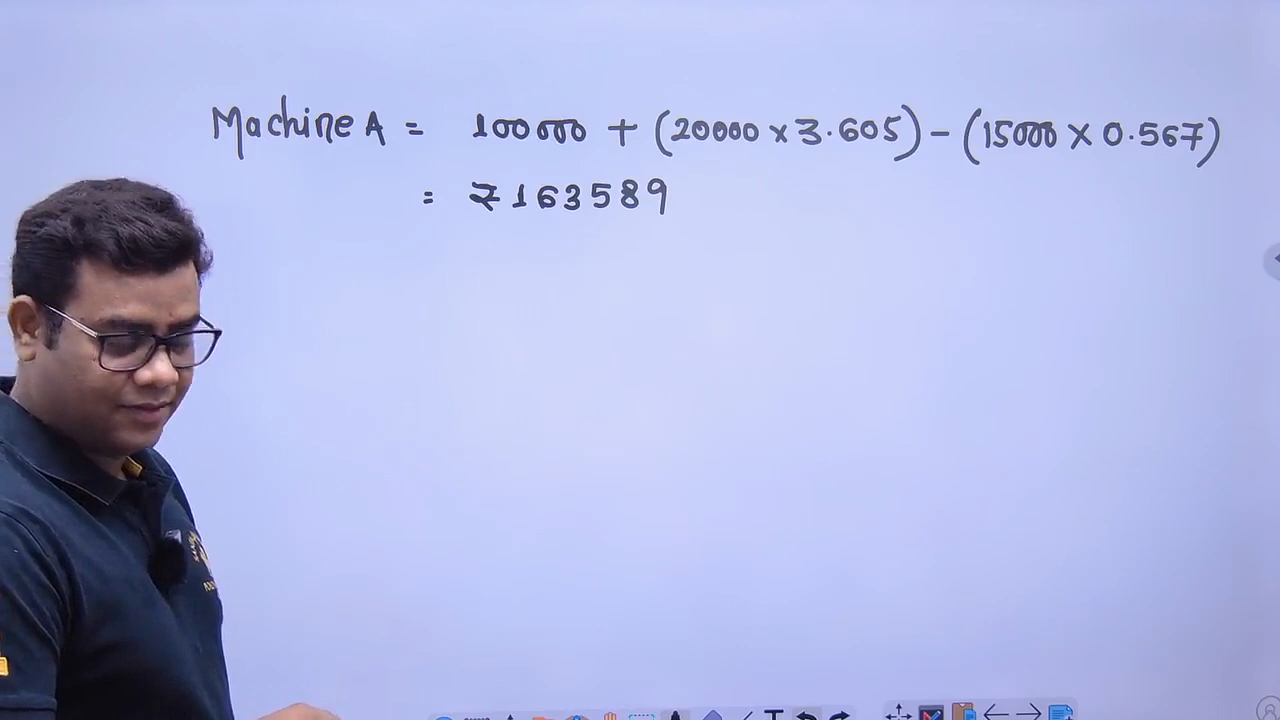 Machine A = 100000 + (20000 × 3.605) - (15000 × 0.567)
= ₹163589